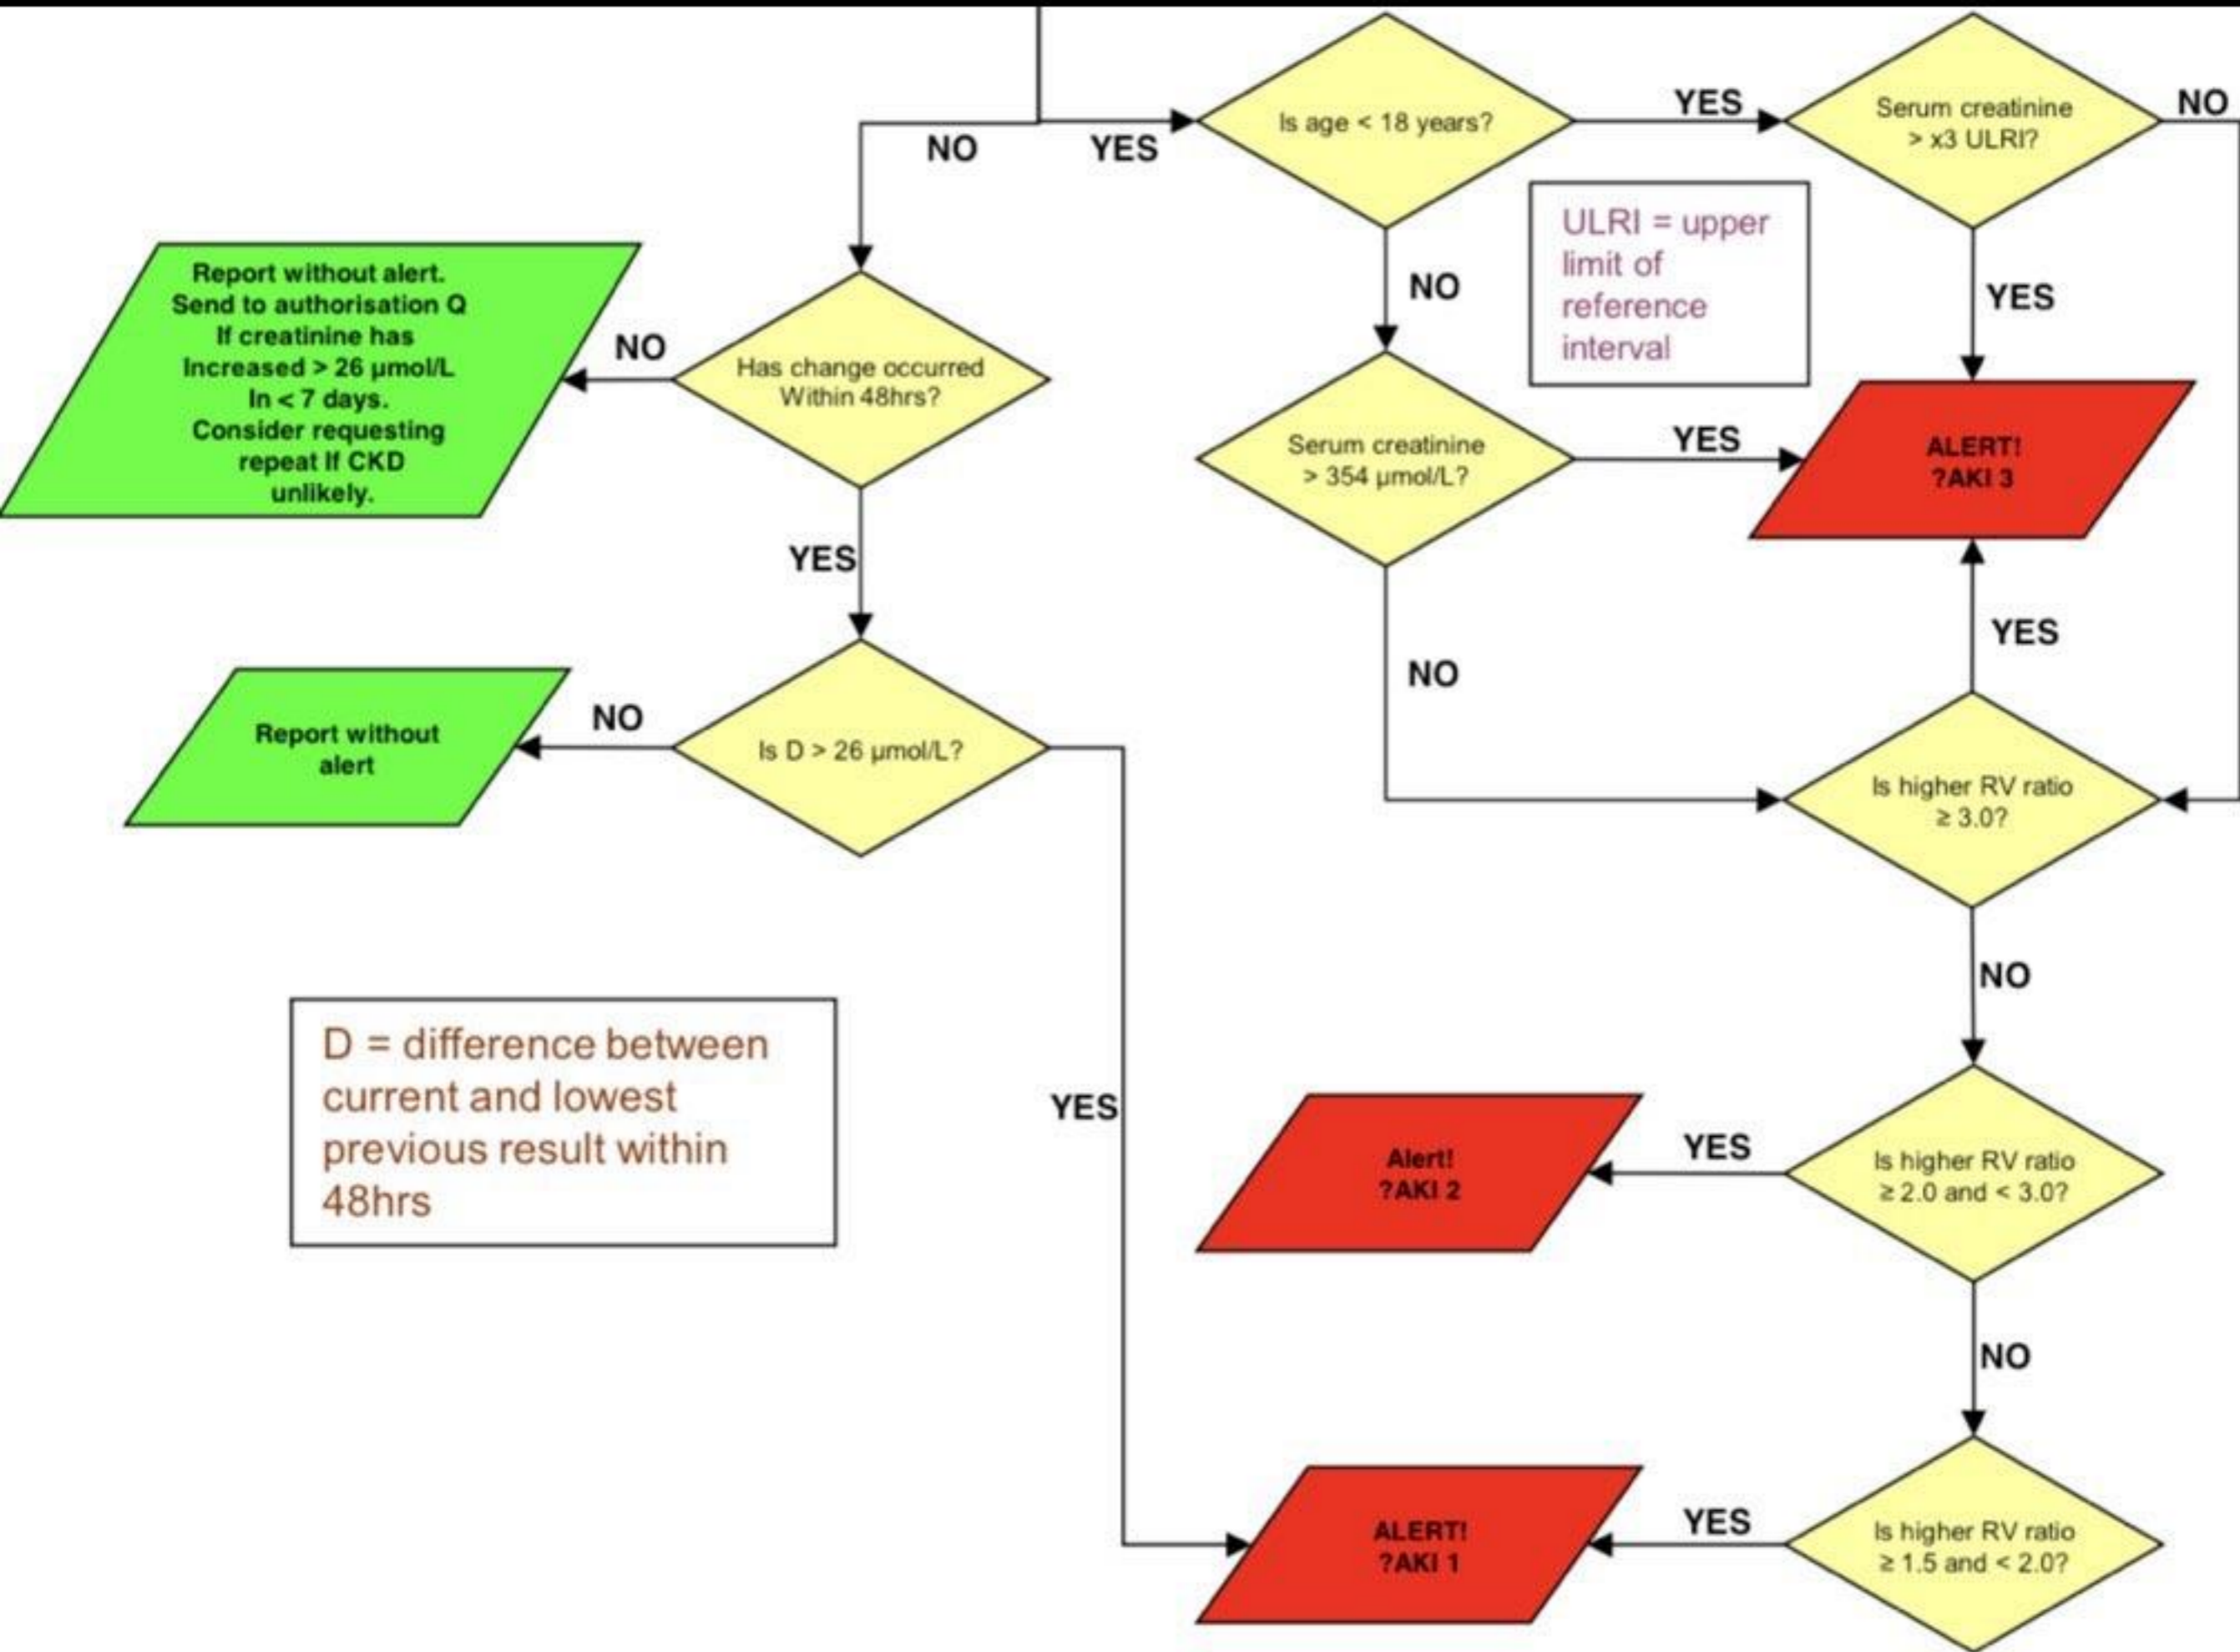 Is age < 18 years?
YES
Serum creatinine
> x3 ULRI?
NO
NO
YES
ULRI = upper
limit of
reference
interval
Report without alert.
Send to authorisation Q
If creatinine has
Increased > 26 µmol/L
In < 7 days.
Consider requesting
repeat If CKD
unlikely.
NO
Has change occurred
Within 48hrs?
NO
YES
Serum creatinine
> 354 µmol/L?
YES
ALERT!
?AKI 3
YES
YES
NO
Report without
alert
NO
Is D > 26 µmol/L?
Is higher RV ratio
≥ 3.0?
NO
D = difference between
current and lowest
previous result within
48hrs
YES
Alert!
?AKI 2
YES
Is higher RV ratio
≥ 2.0 and < 3.0?
NO
ALERT!
?AKI 1
YES
Is higher RV ratio
≥ 1.5 and < 2.0?